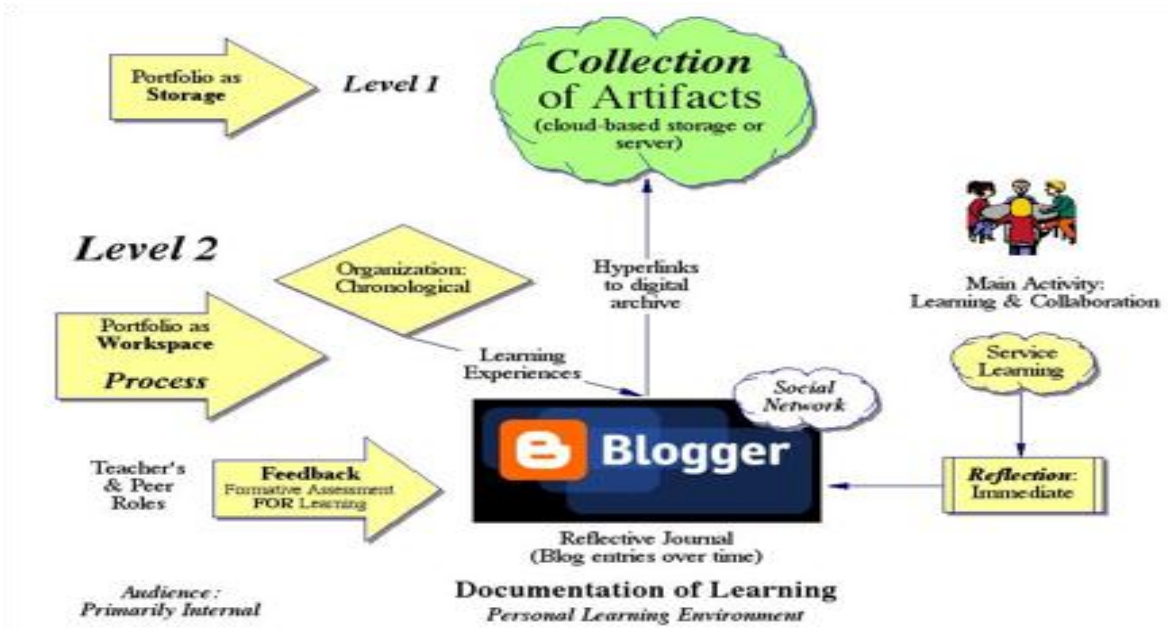 Portfolio as
Storage
Level 1
Collection
of Artifacts
(cloud-based storage or
server)
Level 2
Organization:
Chronological
Hyperlinks
to digital
archive
Main Activity:
Learning & Collaboration
Portfolio as
Workspace
Process
Learning
Experiences
Service
Learning
Social
Network
Blogger
Teacher's
& Peer
Roles
Feedback
Formative Assessment
FOR Learning
Reflection:
Immediate
Reflective Journal
(Blog entries over time)
Documentation of Learning
Personal Learning Environment
Audience:
Primarily Internal